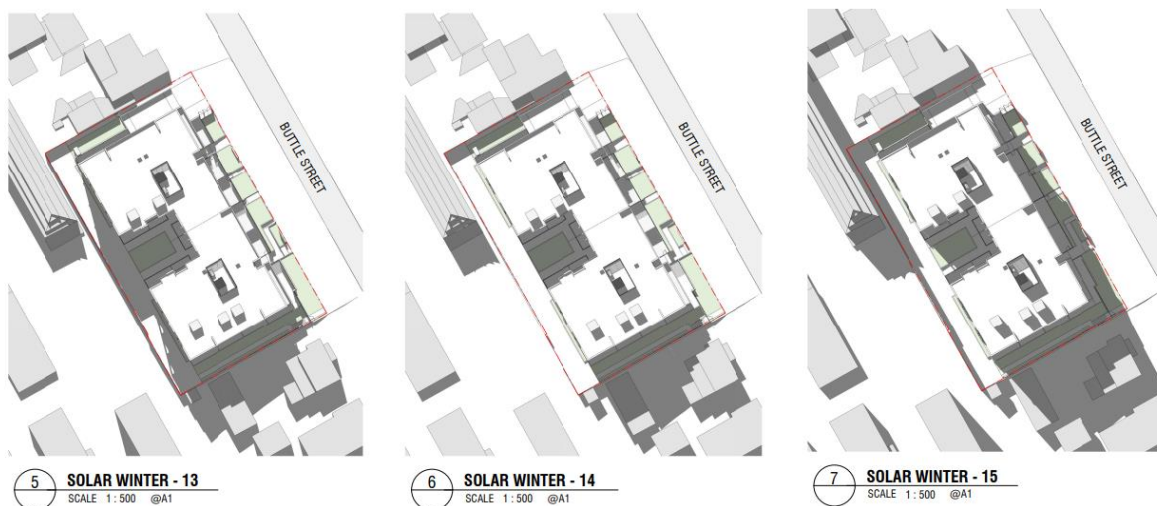 BUTTLE STREET
BUTTLE STREET
BUTTLE STREET
5
SOLAR WINTER - 13
SCALE 1 : 500 @A1
6
SOLAR WINTER - 14
SCALE 1 : 500 @A1
7
SOLAR WINTER - 15
SCALE 1 : 500 @A1